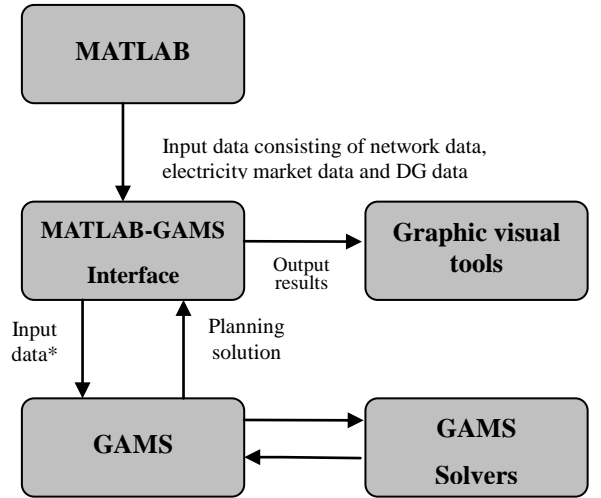 MATLAB
Input data consisting of network data,
electricity market data and DG data
MATLAB-GAMS
Interface
Graphic visual
tools
Output
results
Input
data*
Planning
solution
GAMS
GAMS
Solvers